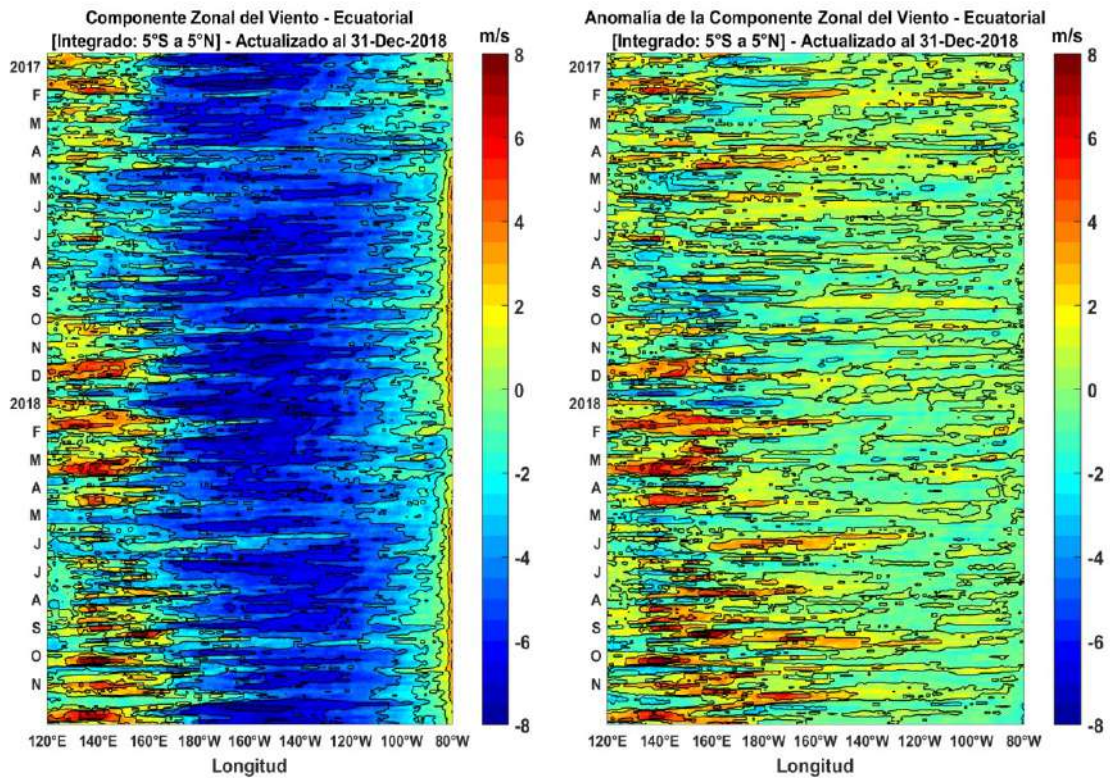 Componente Zonal del Viento - Ecuatorial
[Integrado: 5°S a 5°N] - Actualizado al 31-Dec-2018
m/s
2017
F
M
A
M
J
J
A
S
O
N
D
2018
F
M
A
M
J
J
A
S
O
N
120°E 140°E 160°E 180°W 160°W 140°W 120°W 100°W 80°W
Longitud
8
6
4
2
0
-2
-4
-6
-8
Anomalia de la Componente Zonal del Viento - Ecuatorial
[Integrado: 5°S a 5°N] - Actualizado al 31-Dec-2018
m/s
2017
F
M
A
M
J
J
A
S
O
N
D
2018
F
M
A
M
J
J
A
S
O
N
120°E 140°E 160°E 180°W 160°W 140°W 120°W 100°W 80°W
Longitud
8
6
4
2
0
-2
-4
-6
-8